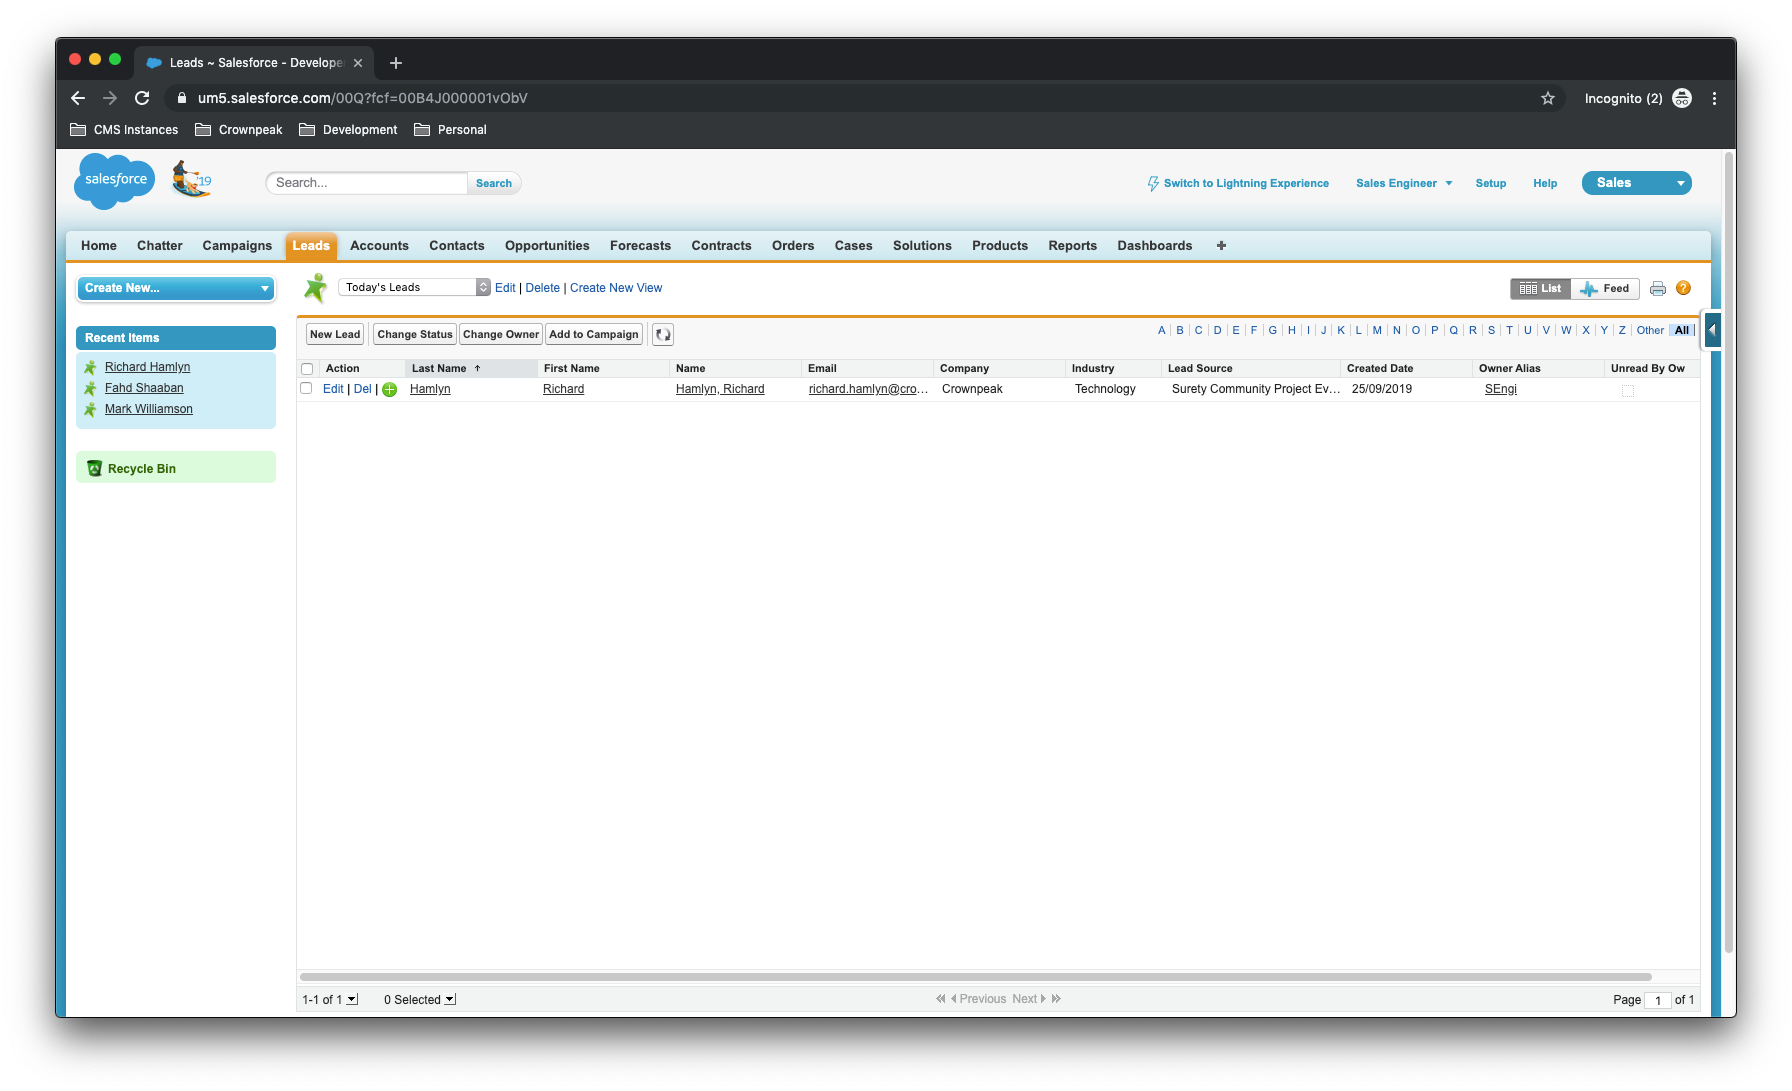 Leads ~ Salesforce - Develope
um5.salesforce.com/00Q?fcf=00B4J000001vObV
Incognito (2)
CMS Instances Crownpeak Development Personal
salesforce
'19
Search...
Search
Switch to Lightning Experience Sales Engineer Setup Help Sales
Home Chatter Campaigns Leads Accounts Contacts Opportunities Forecasts Contracts Orders Cases Solutions Products Reports Dashboards +
Create New...
Today's Leads Edit | Delete | Create New View
List Feed ?
Recent Items
Richard Hamlyn
Fahd Shaaban
Mark Williamson
Recycle Bin
New Lead Change Status Change Owner Add to Campaign
A | B | C | D | E | F | G | H | I | J | K | L | M | N | O | P | Q | R | S | T | U | V | W | X | Y | Z | Other | All |
Action Last Name ↑ First Name Name Email Company Industry Lead Source Created Date Owner Alias Unread By Ow
Edit | Del | Hamlyn Richard Hamlyn, Richard richard.hamlyn@cro... Crownpeak Technology Surety Community Project Ev... 25/09/2019 SEngi
1-1 of 1 0 Selected Previous Next Page 1 of 1